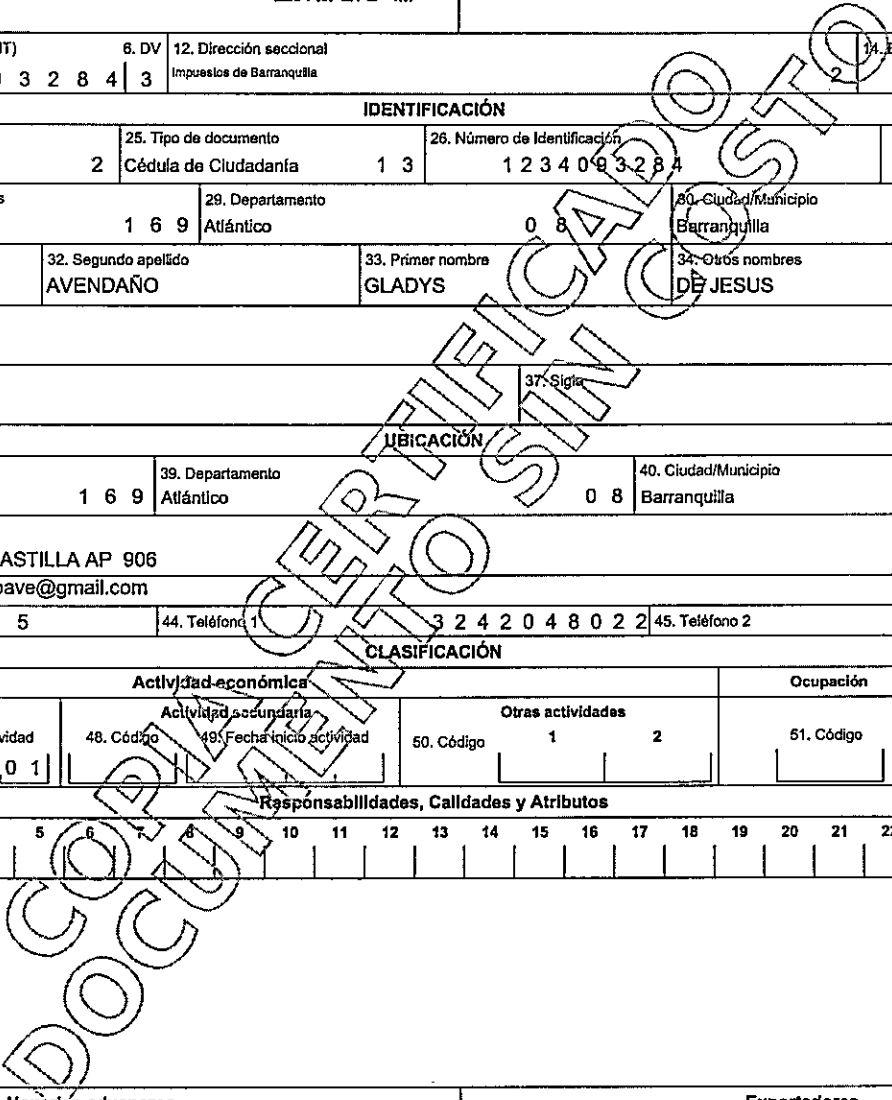 6. DV 12. Dirección seccional
3 2 8 4 3 Impuestos de Barranquilla 2
IDENTIFICACIÓN
25. Tipo de documento 26. Número de Identificación
2 Cédula de Ciudadanía 1 3 1 2 3 4 0 9 3 2 8 4
29. Departamento 30. Ciudad/Municipio
1 6 9 Atlántico 0 8 Barranquilla
32. Segundo apellido 33. Primer nombre 34. Otros nombres
AVENDAÑO GLADYS DE JESUS
37. Sigla
UBICACIÓN
39. Departamento 40. Ciudad/Municipio
1 6 9 Atlántico 0 8 Barranquilla
ASTILLA AP 906
pave@gmail.com
5 44. Teléfono 1 3 2 4 2 0 4 8 0 2 2 45. Teléfono 2
CLASIFICACIÓN
Actividad económica Ocupación
Actividad secundaria Otras actividades
vidad 48. Código 49. Fecha inicio actividad 50. Código 1 2 51. Código
0 1
Responsabilidades, Calidades y Atributos
5 6 7 8 9 10 11 12 13 14 15 16 17 18 19 20 21 22
COPIA CERTIFICADO
DOCUMENTO SIN COSTO
Exportadores